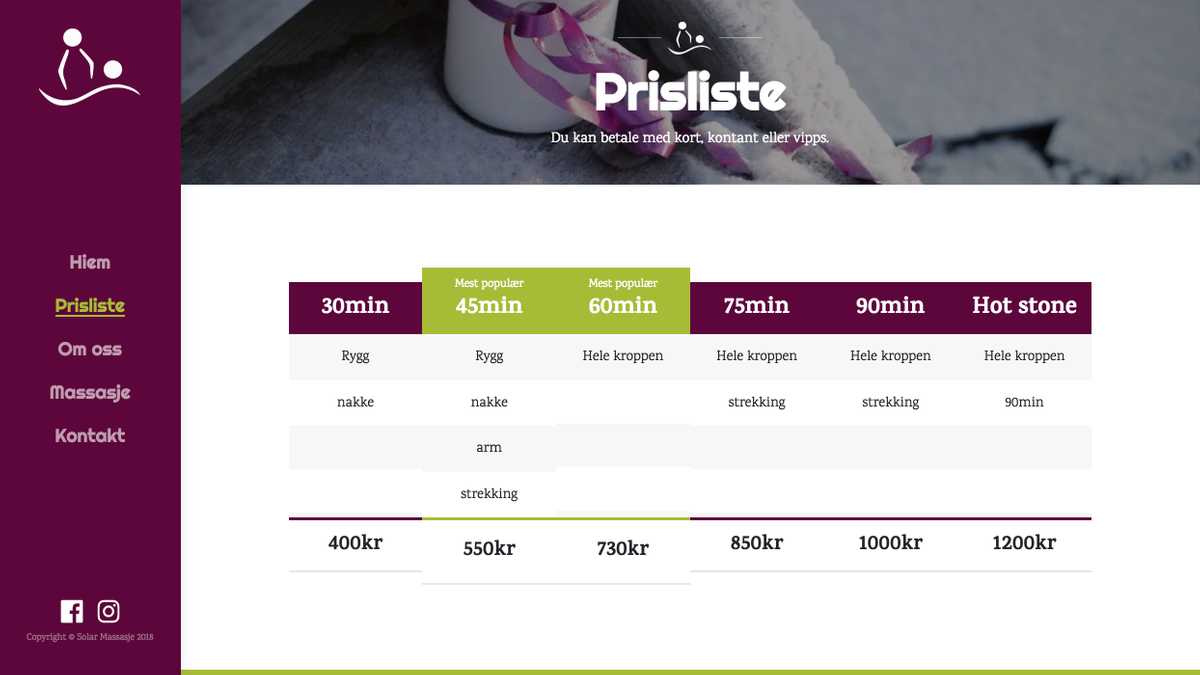 Prisliste
Du kan betale med kort, kontant eller vipps.
Hiem
Prisliste
Om oss
Massasje
Kontakt
Copyright © Solar Massasje 2018
Mest populær Mest populær
30min 45min 60min 75min 90min Hot stone
Rygg Rygg Hele kroppen Hele kroppen Hele kroppen Hele kroppen
nakke nakke strekking strekking 90min
arm
strekking
400kr 550kr 730kr 850kr 1000kr 1200kr